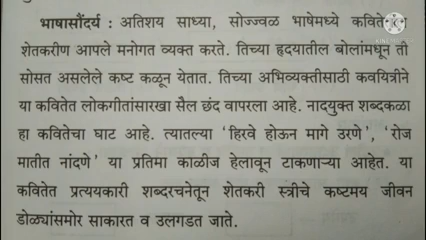 भाषासौंदर्य : अतिशय साध्या, सोज्ज्वळ भाषेमध्ये कवितेत
शेतकरीण आपले मनोगत व्यक्त करते. तिच्या हृदयातील बोलांमधून ती
सोसत असलेले कष्ट कळून येतात. तिच्या अभिव्यक्तीसाठी कवयित्रीने
या कवितेत लोकगीतांसारखा सैल छंद वापरला आहे. नादयुक्त शब्दकळा
हा कवितेचा घाट आहे. त्यातल्या ‘हिरवे होऊन मागे उरणे’, ‘रोज
मातीत नांदणे’ या प्रतिमा काळीज हेलावून टाकणाऱ्या आहेत. या
कवितेत प्रत्ययकारी शब्दरचनेतून शेतकरी स्त्रीचे कष्टमय जीवन
डोळ्यांसमोर साकारत व उलगडत जाते.
KINEMASTER